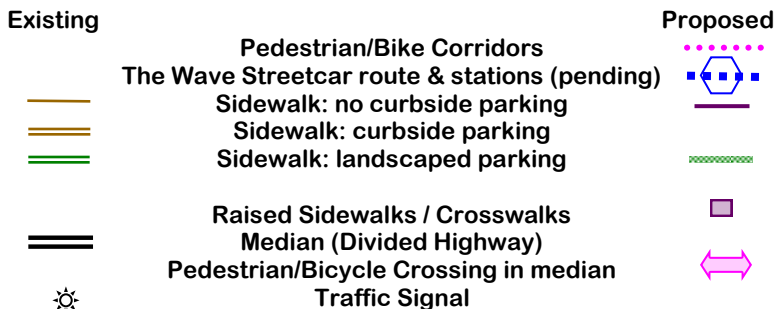 Existing Proposed
Pedestrian/Bike Corridors
The Wave Streetcar route & stations (pending)
Sidewalk: no curbside parking
Sidewalk: curbside parking
Sidewalk: landscaped parking
Raised Sidewalks / Crosswalks
Median (Divided Highway)
Pedestrian/Bicycle Crossing in median
Traffic Signal